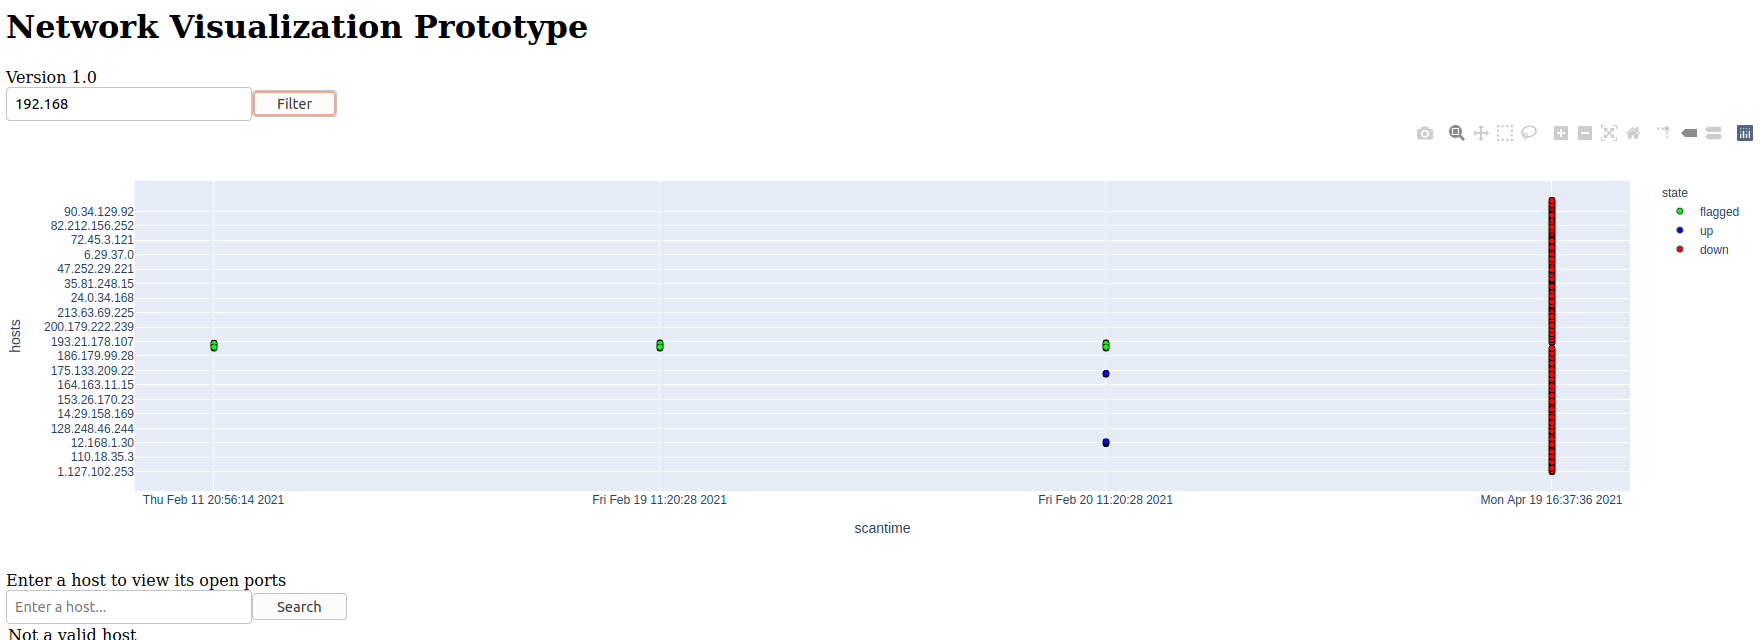 Network Visualization Prototype
Version 1.0
192.168 Filter
state
flagged
up
down
hosts
90.34.129.92
82.212.156.252
72.45.3.121
6.29.37.0
47.252.29.221
35.81.248.15
24.0.34.168
213.63.69.225
200.179.222.239
193.21.178.107
186.179.99.28
175.133.209.22
164.163.11.15
153.26.170.23
14.29.158.169
128.248.46.244
12.168.1.30
110.18.35.3
1.127.102.253
Thu Feb 11 20:56:14 2021 Fri Feb 19 11:20:28 2021 Fri Feb 20 11:20:28 2021 Mon Apr 19 16:37:36 2021
scantime
Enter a host to view its open ports
Enter a host... Search
Not a valid host